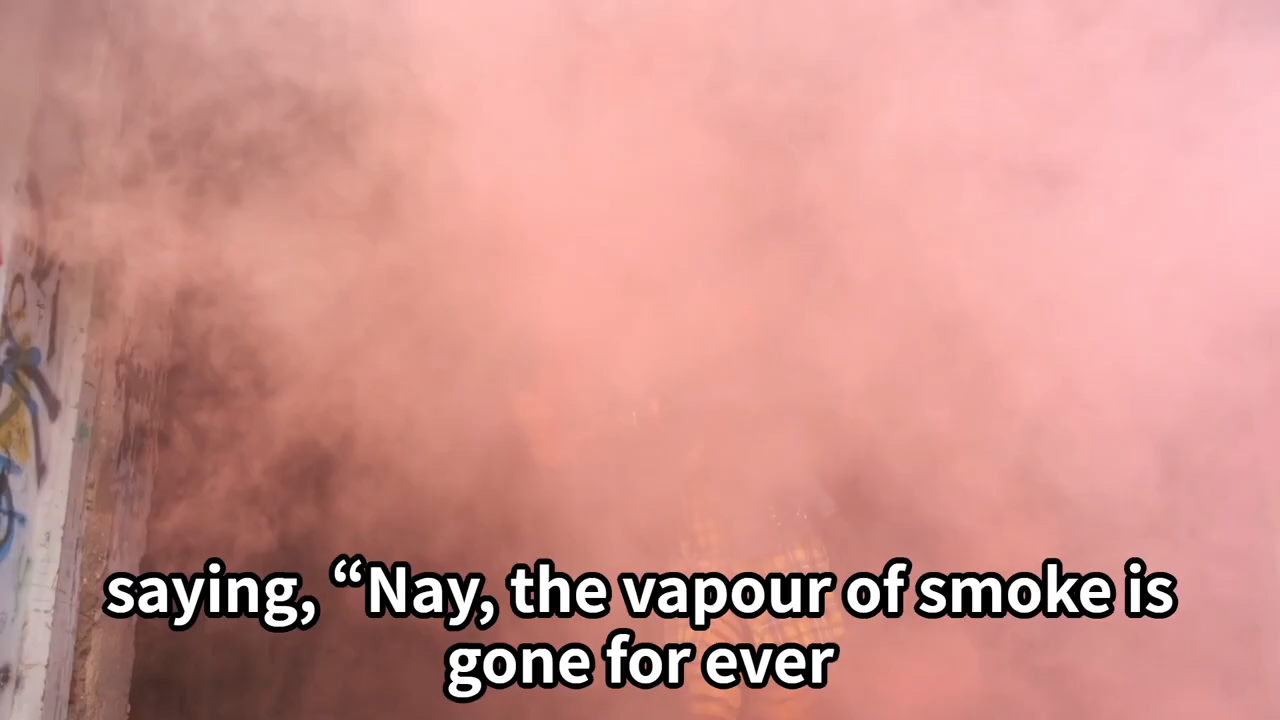 saying, “Nay, the vapour of smoke is
gone for ever